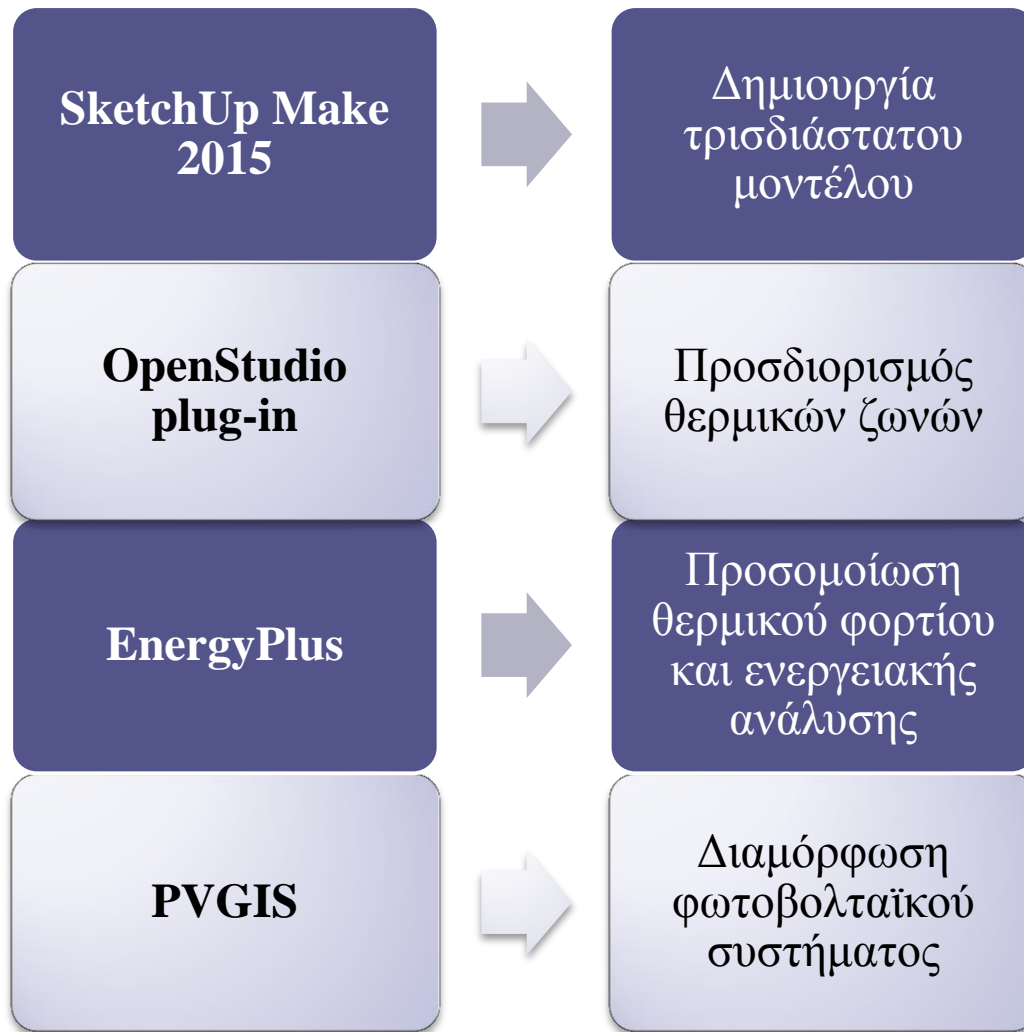 SketchUp Make
2015
Δημιουργία
τρισδιάστατου
μοντέλου
OpenStudio
plug-in
Προσδιορισμός
θερμικών ζωνών
EnergyPlus
Προσομοίωση
θερμικού φορτίου
και ενεργειακής
ανάλυσης
PVGIS
Διαμόρφωση
φωτοβολταϊκού
συστήματος